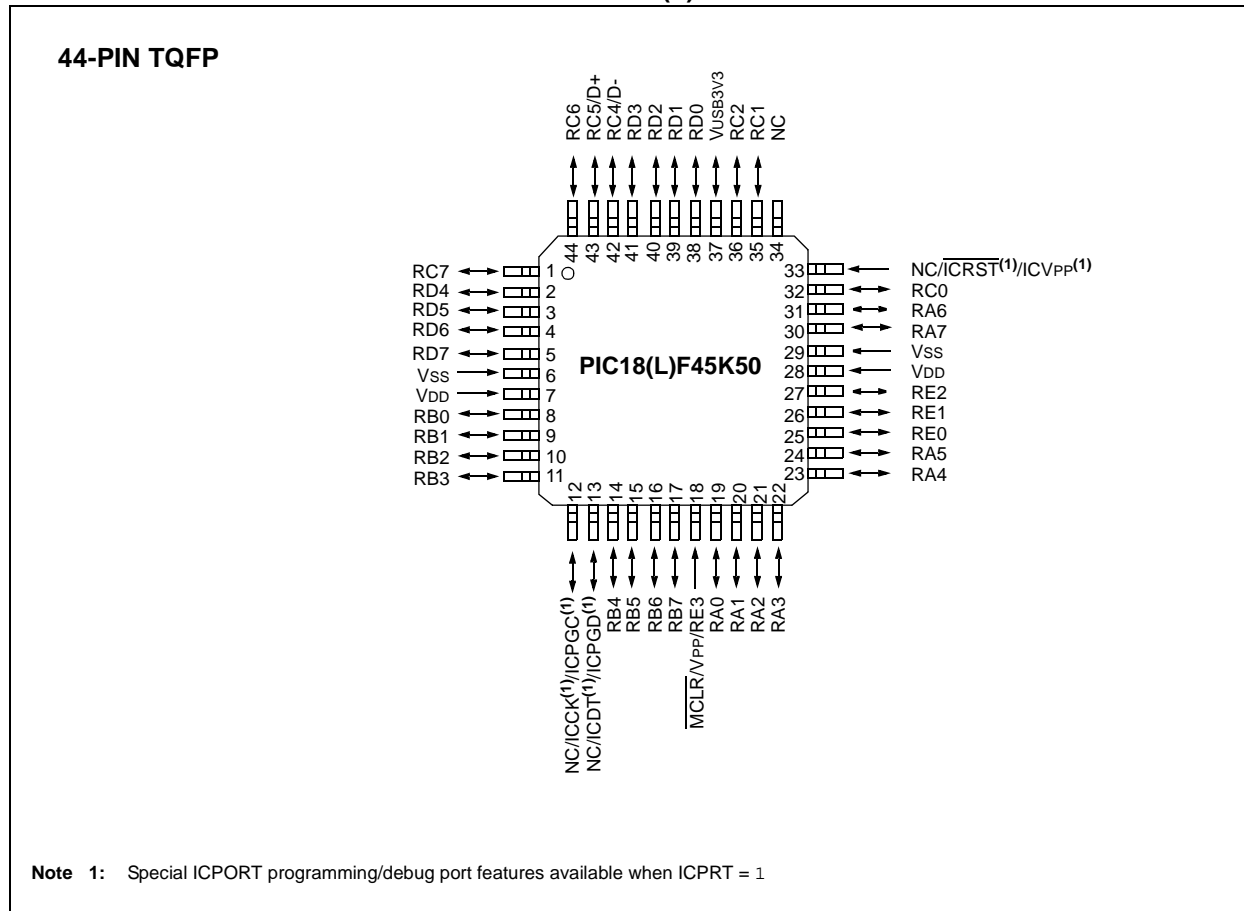 44-PIN TQFP
RC6
RC5/D+
RC4/D-
RD3
RD2
RD1
RD0
VUSB3V3
RC2
RC1
NC
44
43
42
41
40
39
38
37
36
35
34
RC7
RD4
RD5
RD6
RD7
VSS
VDD
RB0
RB1
RB2
RB3
1
2
3
4
5
6
7
8
9
10
11
PIC18(L)F45K50
33
32
31
30
29
28
27
26
25
24
23
NC/ICRST(1)/ICVPP(1)
RC0
RA6
RA7
VSS
VDD
RE2
RE1
RE0
RA5
RA4
12
13
14
15
16
17
18
19
20
21
22
NC/ICCK(1)/ICPGC(1)
NC/ICDT(1)/ICPGD(1)
RB4
RB5
RB6
RB7
MCLR/VPP/RE3
RA0
RA1
RA2
RA3
Note 1: Special ICPORT programming/debug port features available when ICPRT = 1